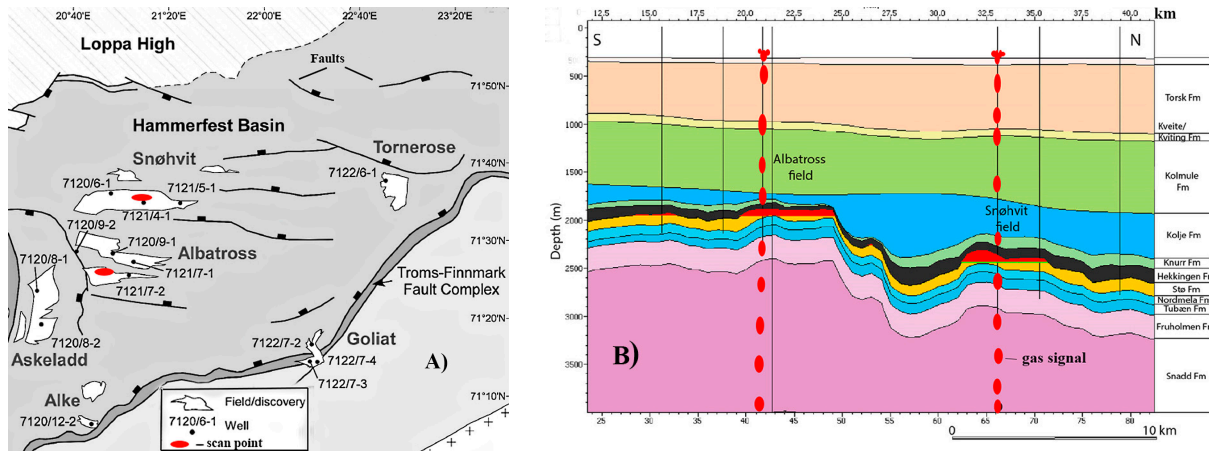 20°40' 21°20' 22°00' 22°40' 23°20'
Loppa High
Faults
71°50'
Hammerfest Basin
Snøhvit
Tornerose
71°40'
7120/6-1
7121/5-1
7122/6-1
7121/4-1
7120/9-2
7120/9-1
71°30'
7120/8-1
Albatross
7121/7-1
Troms-Finnmark
Fault Complex
7121/7-2
71°20'
7120/8-2
7122/7-2
Goliat
Askeladd
7122/7-4
A)
7122/7-3
Alke
71°10'
Field/discovery
7120/6-1
Well
– scan point
7120/12-2
12.5 15.0 17.5 20.0 22.5 25.0 27.5 30.0 32.5 35.0 37.5 40.0 km
S
N
Depth (m)
0
500
1000
1500
2000
2500
3000
3500
Torsk Fm
Kveite/
Kviting Fm
Albatross
field
Kolmule
Fm
Snøhvit
field
Kolje Fm
Knurr Fm
Hekkingen Fm
Stø Fm
Nordmela Fm
Tubæn Fm
Fruholmen Fm
B)
gas signal
Snadd Fm
25 30 35 40 45 50 55 60 65 70 75 80
0 10 km